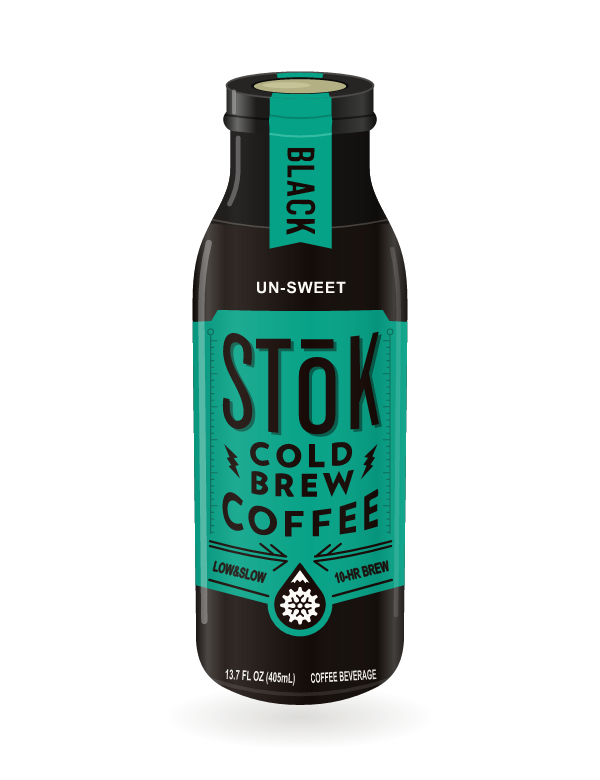 BLACK
UN-SWEET
STōK
COLD
BREW
COFFEE
LOW&SLOW
10-HR BREW
13.7 FL OZ (405mL) COFFEE BEVERAGE